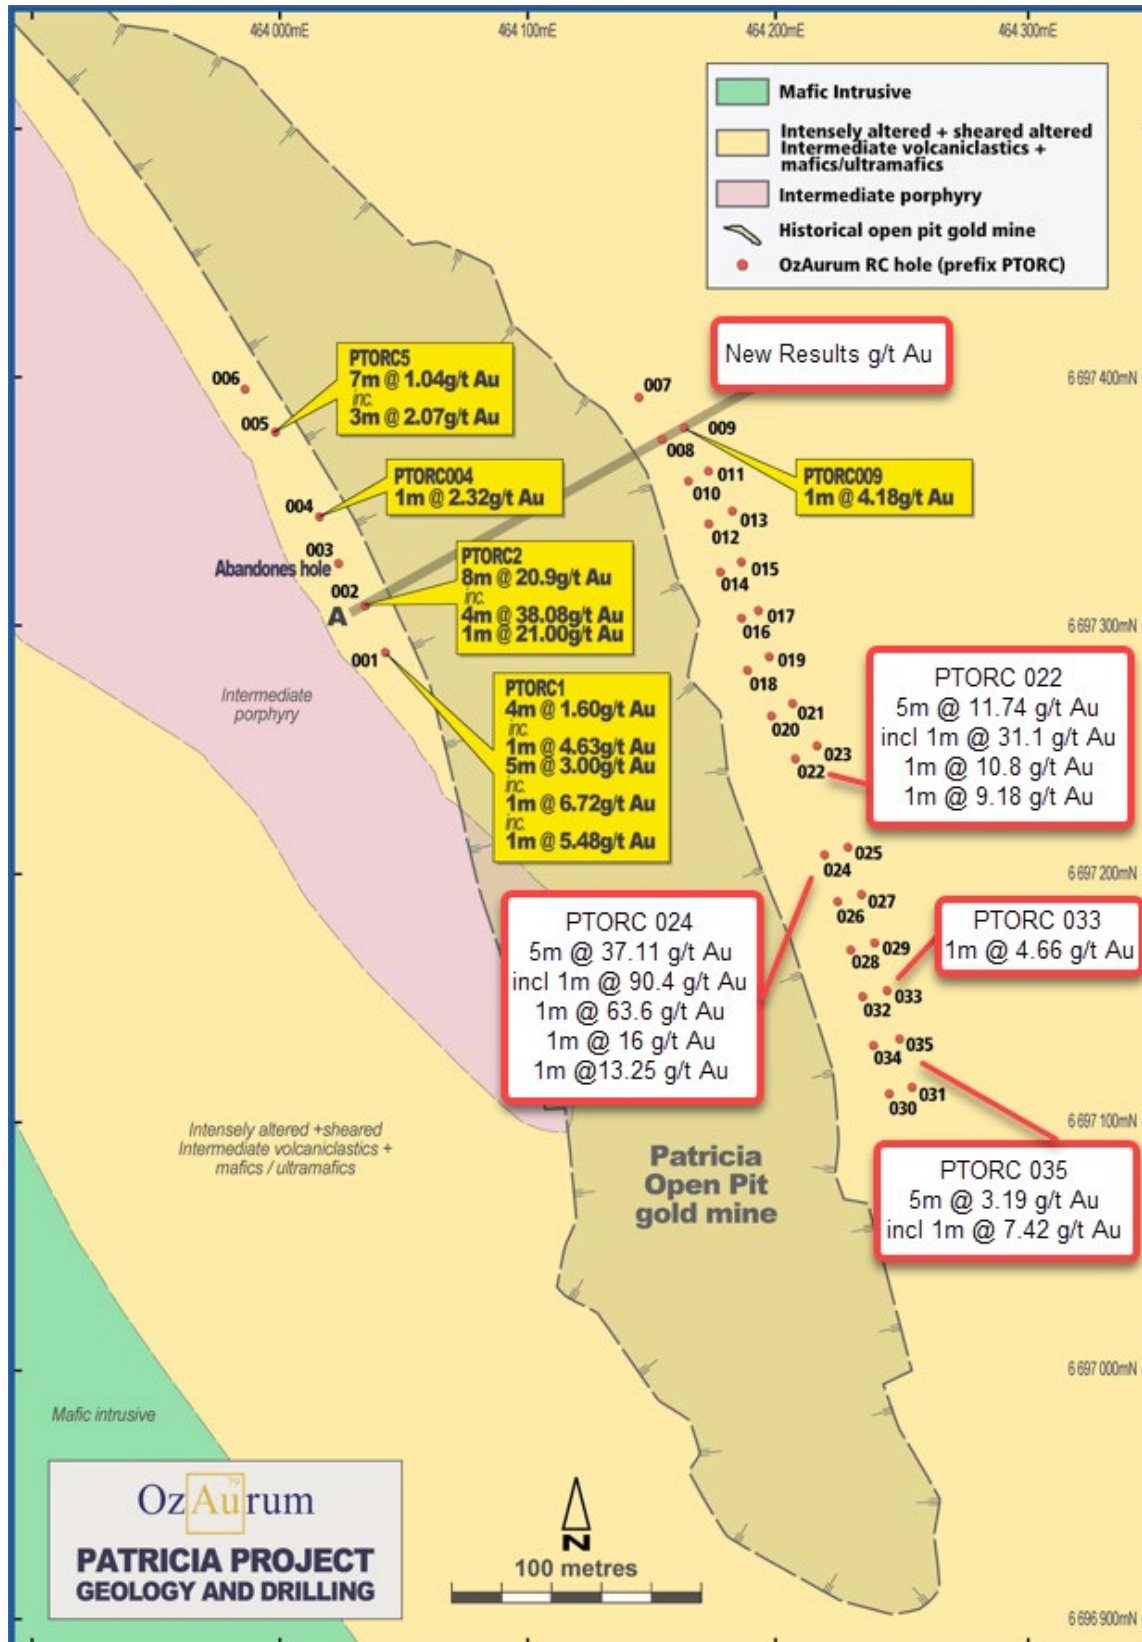 464 000mE
464 100mE
464 200mE
464 300mE
Mafic Intrusive
Intensely altered + sheared altered
Intermediate volcaniclastics +
mafics/ultramafics
Intermediate porphyry
Historical open pit gold mine
OzAurum RC hole (prefix PTORC)
New Results g/t Au
6 697 400mN
006
005
PTORC5
7m @ 1.04g/t Au
inc.
3m @ 2.07g/t Au
007
009
008
011
010
013
012
015
014
017
016
019
018
021
020
023
022
PTORC009
1m @ 4.18g/t Au
004
PTORC004
1m @ 2.32g/t Au
003
Abandones hole
002
A
PTORC2
8m @ 20.9g/t Au
inc.
4m @ 38.08g/t Au
1m @ 21.00g/t Au
6 697 300mN
001
PTORC1
4m @ 1.60g/t Au
inc.
1m @ 4.63g/t Au
5m @ 3.00g/t Au
inc.
1m @ 6.72g/t Au
inc.
1m @ 5.48g/t Au
Intermediate
porphyry
PTORC 022
5m @ 11.74 g/t Au
incl 1m @ 31.1 g/t Au
1m @ 10.8 g/t Au
1m @ 9.18 g/t Au
025
024
6 697 200mN
027
026
029
028
033
032
035
034
031
030
PTORC 024
5m @ 37.11 g/t Au
incl 1m @ 90.4 g/t Au
1m @ 63.6 g/t Au
1m @ 16 g/t Au
1m @13.25 g/t Au
PTORC 033
1m @ 4.66 g/t Au
6 697 100mN
Intensely altered +sheared
Intermediate volcaniclastics +
mafics / ultramafics
Patricia
Open Pit
gold mine
PTORC 035
5m @ 3.19 g/t Au
incl 1m @ 7.42 g/t Au
6 697 000mN
Mafic intrusive
79
OzAurum
PATRICIA PROJECT
GEOLOGY AND DRILLING
N
100 metres
6 696 900mN